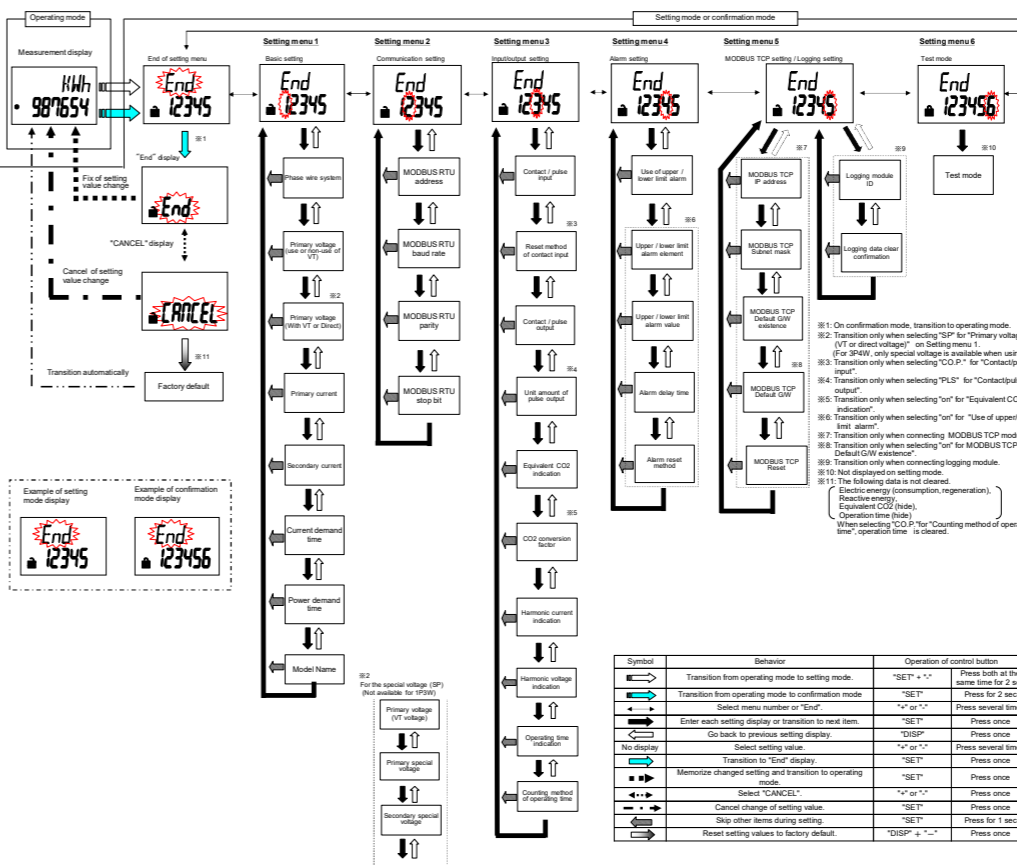 Operating mode
Setting mode or confirmation mode
Measurement display
KWh
987654
End of setting menu
End
12345
※1
"End" display
End
Fix of setting
value change
"CANCEL" display
Cancel of setting
value change
CANCEL
※11
Transition automatically
Factory default
Example of setting
mode display
End
12345
Example of confirmation
mode display
End
123456
Setting menu 1
Basic setting
End
12345
Phase wire system
Primary voltage
(use or non-use of
VT)
※2
Primary voltage
(With VT or Direct)
Primary current
Secondary current
Current demand
time
Power demand
time
Model Name
※2
For the special voltage (SP)
(Not available for 1P3W)
Primary voltage
(VT voltage)
Primary special
voltage
Secondary special
voltage
Setting menu 2
Communication setting
End
12345
MODBUS RTU
address
MODBUS RTU
baud rate
MODBUS RTU
parity
MODBUS RTU
stop bit
Setting menu 3
Input/output setting
End
12345
Contact / pulse
input
※3
Reset method
of contact input
Contact / pulse
output
※4
Unit amount of
pulse output
Equivalent CO2
indication
※5
CO2 conversion
factor
Harmonic current
indication
Harmonic voltage
indication
Operating time
indication
Counting method
of operating time
Setting menu 4
Alarm setting
End
12345
Use of upper /
lower limit alarm
※6
Upper / lower limit
alarm element
Upper / lower limit
alarm value
Alarm delay time
Alarm reset
method
Setting menu 5
MODBUS TCP setting / Logging setting
End
12345
※7
MODBUS TCP
IP address
MODBUS TCP
Subnet mask
MODBUS TCP
Default G/W
existence
※8
MODBUS TCP
Default G/W
MODBUS TCP
Reset
※9
Logging module
ID
Logging data clear
confirmation
Setting menu 6
Test mode
End
123456
※10
Test mode
※1: On confirmation mode, transition to operating mode.
※2: Transition only when selecting "SP" for "Primary voltag
(VT or direct voltage)" on Setting menu 1.
(For 3P4W, only special voltage is available when usin
※3: Transition only when selecting "CO.P." for "Contact/p
input".
※4: Transition only when selecting "PLS" for "Contact/pul
output".
※5: Transition only when selecting "on" for "Equivalent CO
indication".
※6: Transition only when selecting "on" for "Use of upper/
limit alarm".
※7: Transition only when connecting MODBUS TCP modu
※8: Transition only when selecting "on" for MODBUS TCP
Default G/W existence".
※9: Transition only when connecting logging module.
※10: Not displayed on setting mode.
※11: The following data is not cleared.
Electric energy (consumption, regeneration),
Reactive energy,
Equivalent CO2 (hide),
Operation time (hide)
When selecting "CO.P." for "Counting method of opera
time", operation time is cleared.
Symbol Behavior Operation of control button
Transition from operating mode to setting mode. "SET" + "-" Press both at the
same time for 2 se
Transition from operating mode to confirmation mode "SET" Press for 2 sec
Select menu number or "End". "+" or "-" Press several time
Enter each setting display or transition to next item. "SET" Press once
Go back to previous setting display. "DISP" Press once
No display Select setting value. "+" or "-" Press several time
Transition to "End" display. "SET" Press once
Memorize changed setting and transition to operating
mode. "SET" Press once
Select "CANCEL". "+" or "-" Press once
Cancel change of setting value. "SET" Press once
Skip other items during setting. "SET" Press for 1 sec
Reset setting values to factory default. "DISP" + "−" Press once